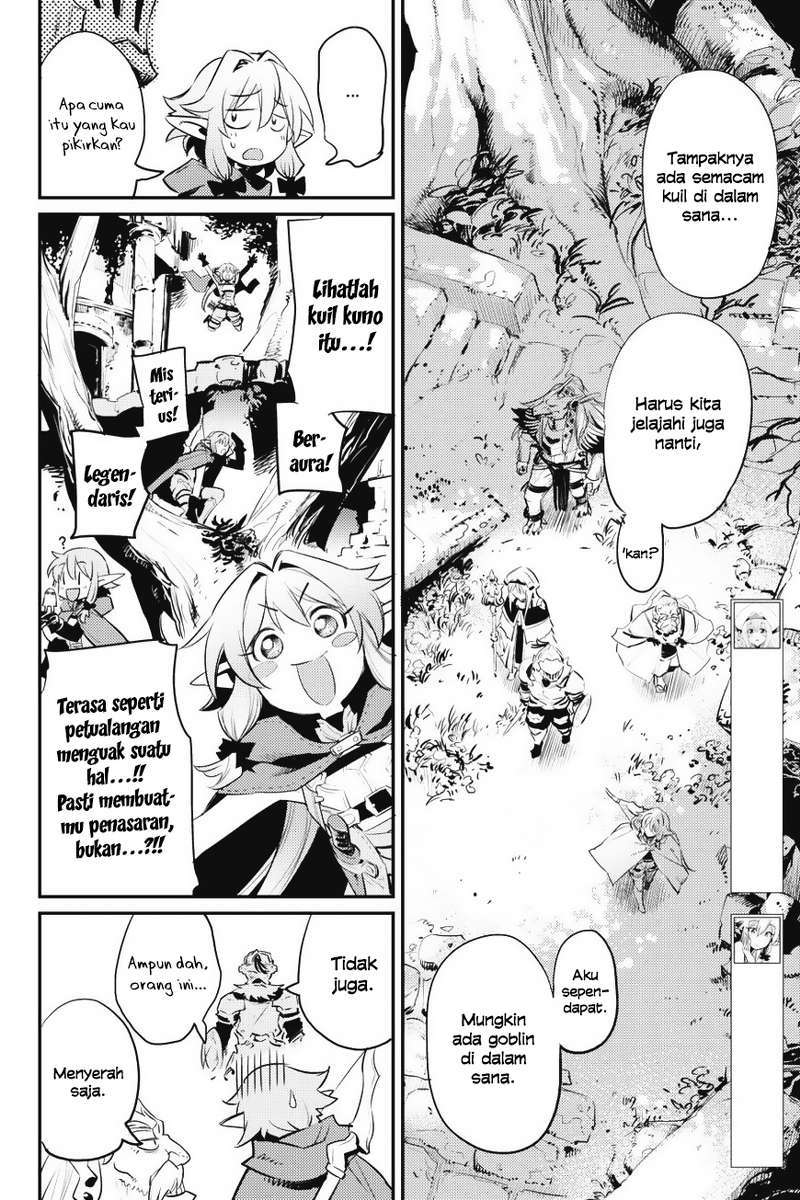 Tampaknya
ada semacam
kuil di dalam
sana...
Harus kita
jelajahi juga
nanti,
'kan?
Aku
sepen-
dapat.
Mungkin
ada goblin
di dalam
sana.
...
Apa cuma
itu yang kau
pikirkan?
Lihatlah
kuil kuno
itu...!
Mis
teri-
us!
Ber-
aura!
Legen-
daris!
?
Terasa seperti
petualangan
menguak suatu
hal...!!
Pasti membuat-
mu penasaran,
bukan...?!!
Tidak
juga.
Ampun dah,
orang ini...
Menyerah
saja.